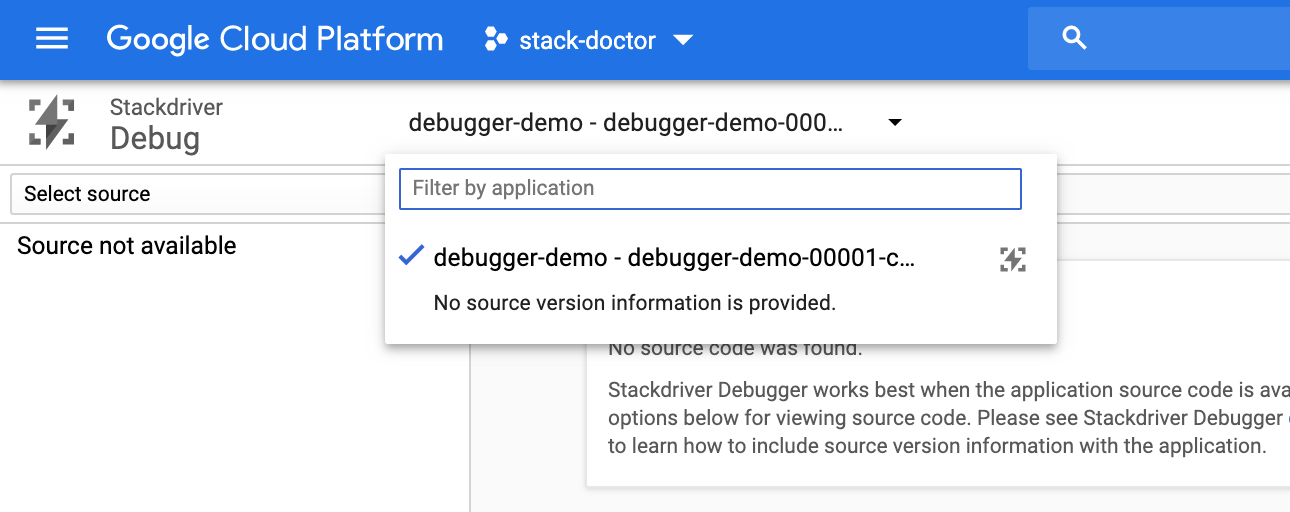 Google Cloud Platform
stack-doctor
Stackdriver
Debug
debugger-demo - debugger-demo-000...
Filter by application
Select source
Source not available
debugger-demo - debugger-demo-00001-c...
No source version information is provided.
No source code was found.
Stackdriver Debugger works best when the application source code is ava
options below for viewing source code. Please see Stackdriver Debugger
to learn how to include source version information with the application.